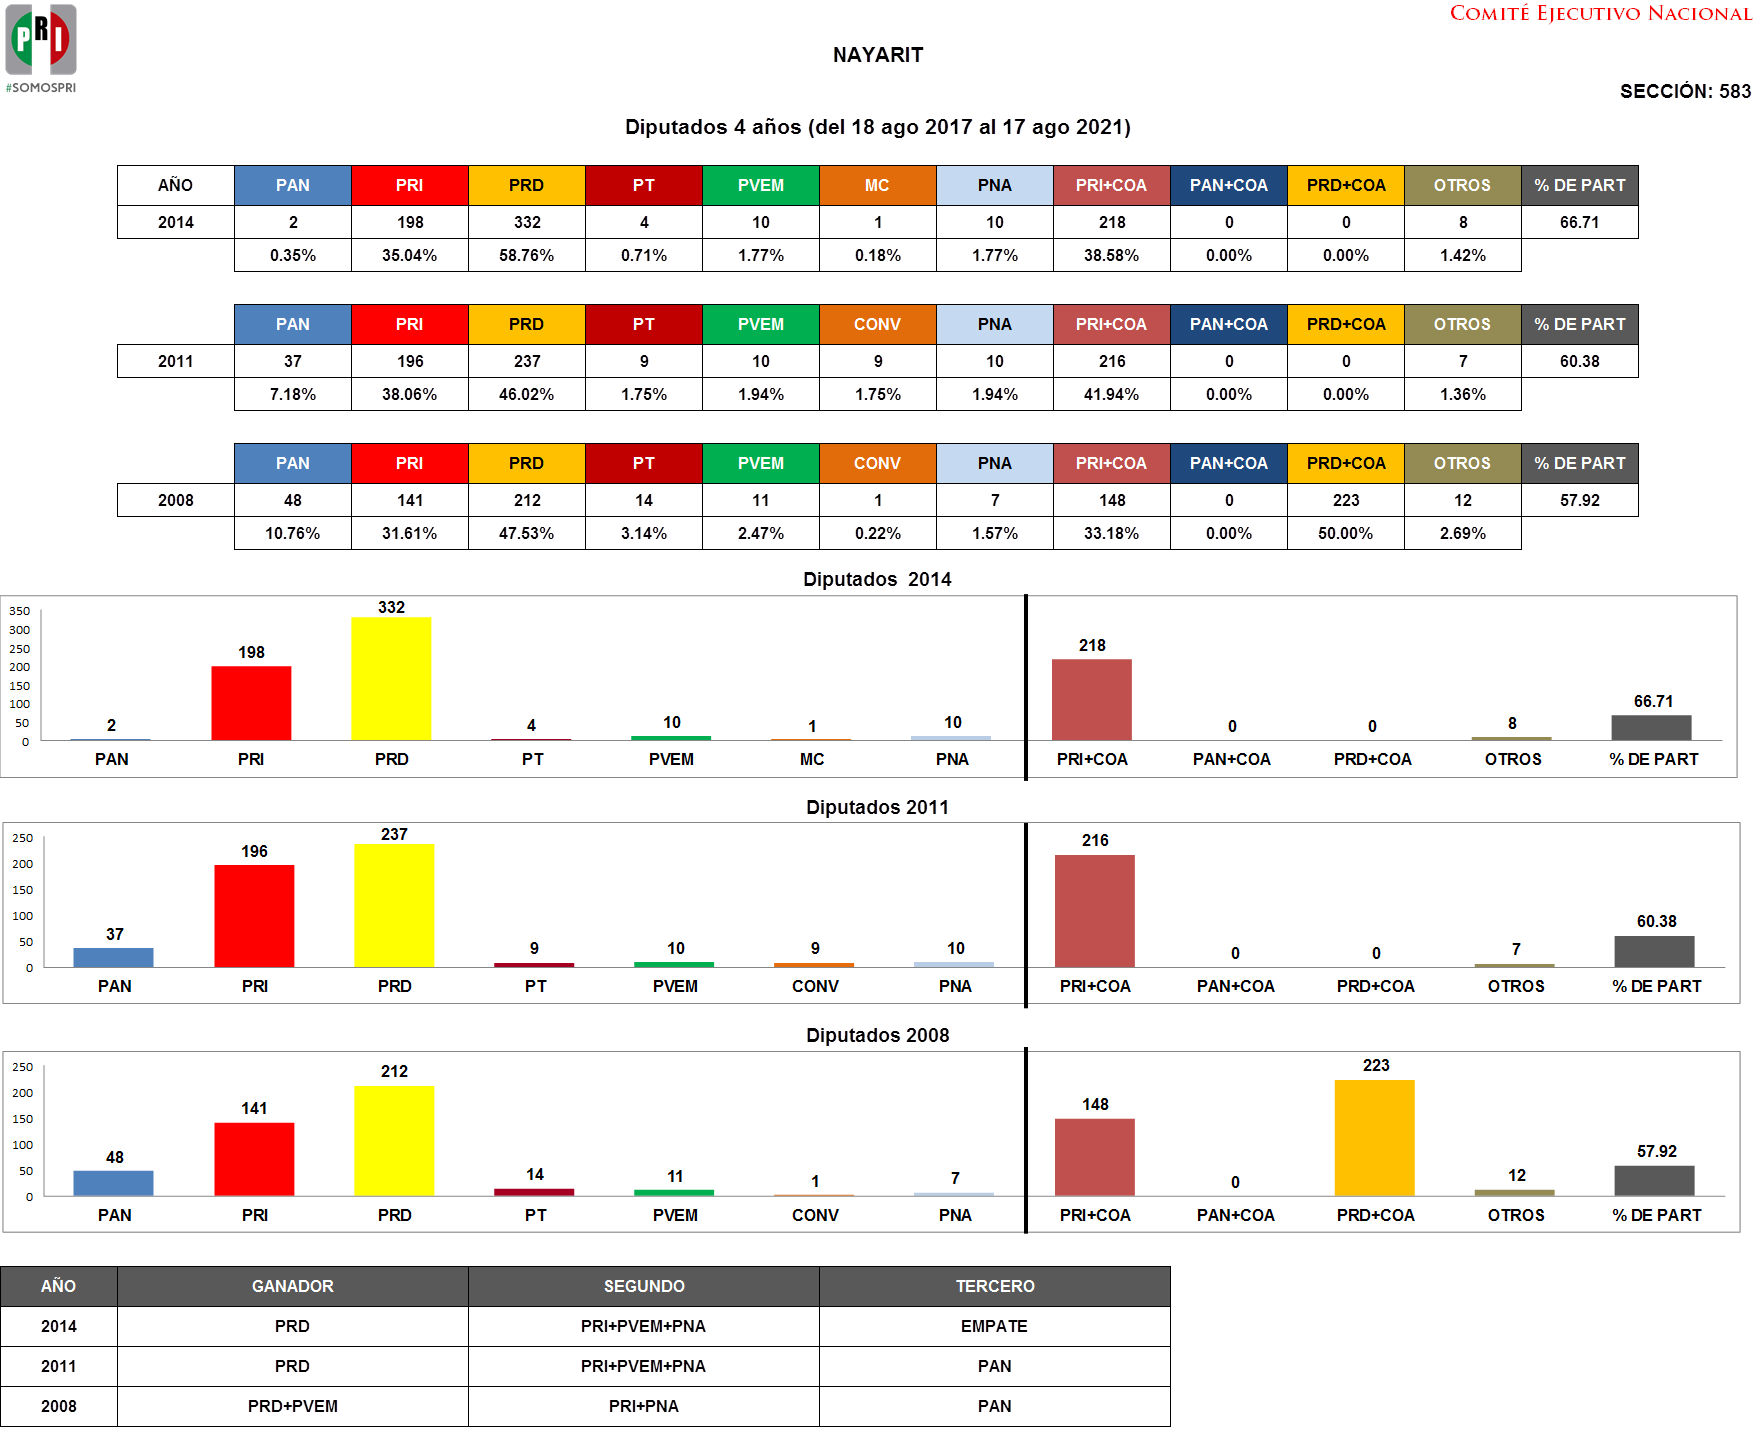 COMITÉ EJECUTIVO NACIONAL
PRI
#SOMOSPRI
NAYARIT
SECCIÓN: 583
Diputados 4 años (del 18 ago 2017 al 17 ago 2021)
AÑO PAN PRI PRD PT PVEM MC PNA PRI+COA PAN+COA PRD+COA OTROS % DE PART
2014 2 198 332 4 10 1 10 218 0 0 8 66.71
0.35% 35.04% 58.76% 0.71% 1.77% 0.18% 1.77% 38.58% 0.00% 0.00% 1.42%
PAN PRI PRD PT PVEM CONV PNA PRI+COA PAN+COA PRD+COA OTROS % DE PART
2011 37 196 237 9 10 9 10 216 0 0 7 60.38
7.18% 38.06% 46.02% 1.75% 1.94% 1.75% 1.94% 41.94% 0.00% 0.00% 1.36%
PAN PRI PRD PT PVEM CONV PNA PRI+COA PAN+COA PRD+COA OTROS % DE PART
2008 48 141 212 14 11 1 7 148 0 223 12 57.92
10.76% 31.61% 47.53% 3.14% 2.47% 0.22% 1.57% 33.18% 0.00% 50.00% 2.69%
Diputados 2014
350
300
250
200
150
100
50
0
2 198 332 4 10 1 10 218 0 0 8 66.71
PAN PRI PRD PT PVEM MC PNA PRI+COA PAN+COA PRD+COA OTROS % DE PART
Diputados 2011
250
200
150
100
50
0
37 196 237 9 10 9 10 216 0 0 7 60.38
PAN PRI PRD PT PVEM CONV PNA PRI+COA PAN+COA PRD+COA OTROS % DE PART
Diputados 2008
250
200
150
100
50
0
48 141 212 14 11 1 7 148 0 223 12 57.92
PAN PRI PRD PT PVEM CONV PNA PRI+COA PAN+COA PRD+COA OTROS % DE PART
AÑO GANADOR SEGUNDO TERCERO
2014 PRD PRI+PVEM+PNA EMPATE
2011 PRD PRI+PVEM+PNA PAN
2008 PRD+PVEM PRI+PNA PAN